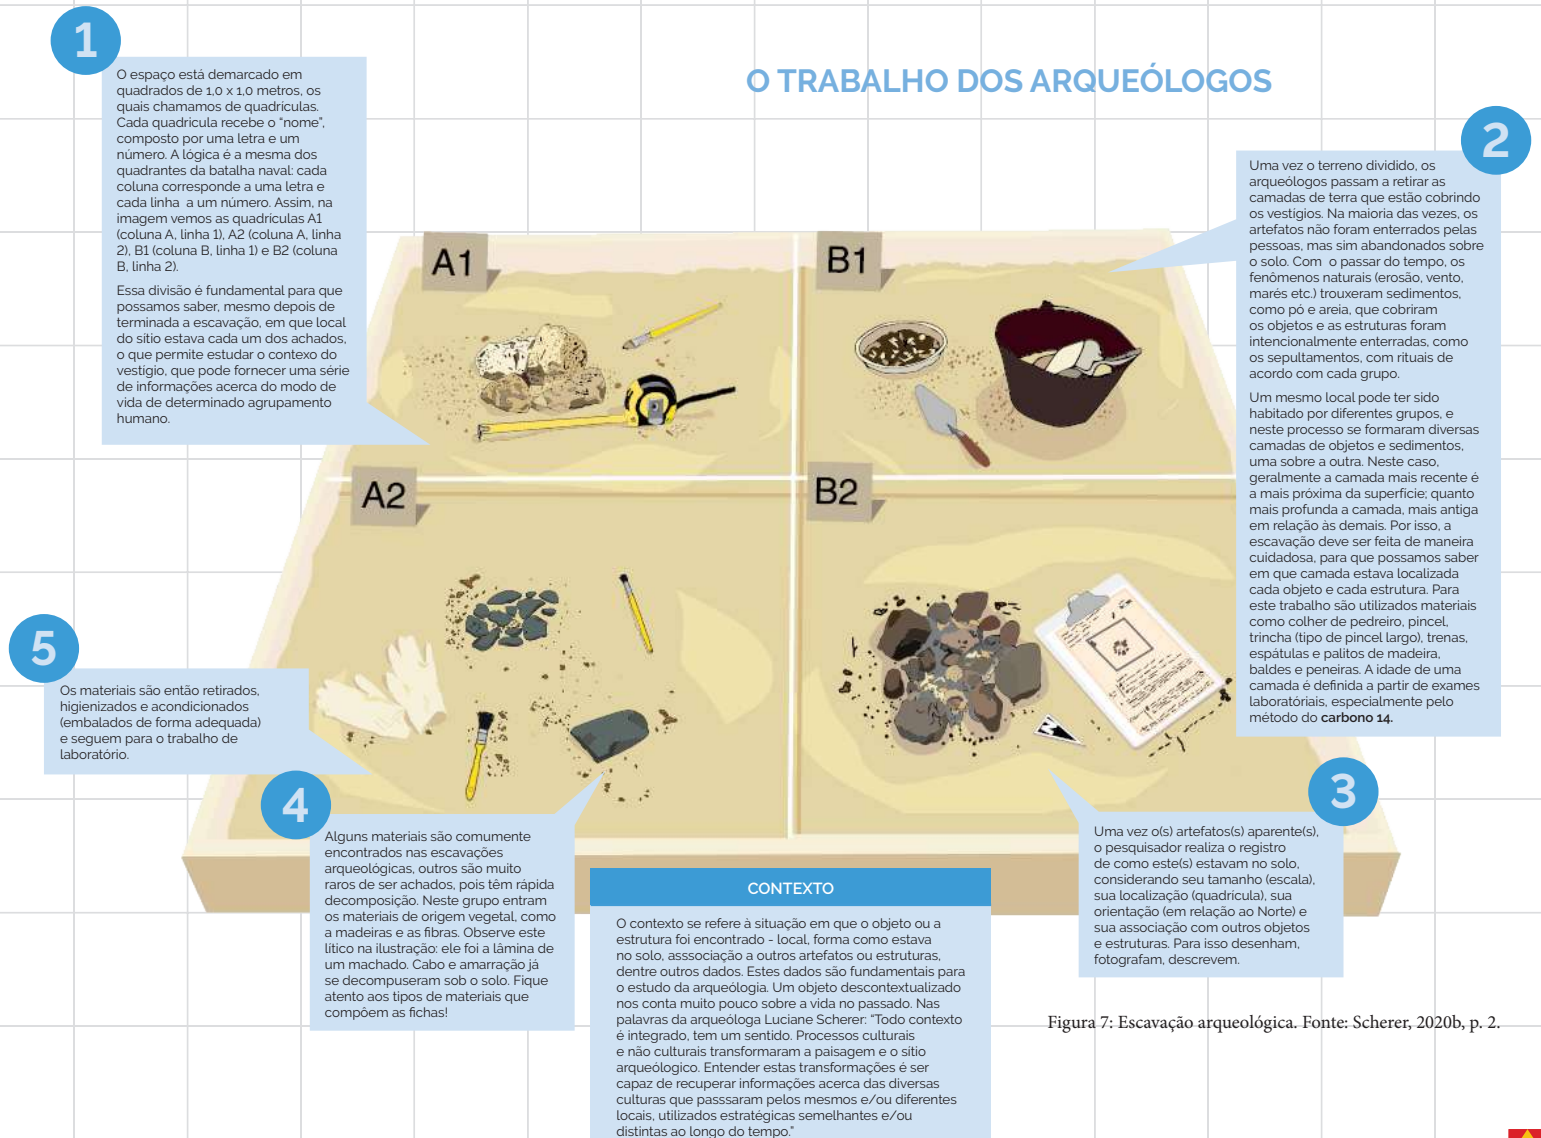 O TRABALHO DOS ARQUEÓLOGOS
1
O espaço está demarcado em
quadrados de 1,0 x 1,0 metros, os
quais chamamos de quadrículas.
Cada quadricula recebe o "nome",
composto por uma letra e um
número. A lógica é a mesma dos
quadrantes da batalha naval: cada
coluna corresponde a uma letra e
cada linha a um número. Assim, na
imagem vemos as quadrículas A1
(coluna A, linha 1), A2 (coluna A, linha
2), B1 (coluna B, linha 1) e B2 (coluna
B, linha 2).
Essa divisão é fundamental para que
possamos saber, mesmo depois de
terminada a escavação, em que local
do sítio estava cada um dos achados,
o que permite estudar o contexo do
vestígio, que pode fornecer uma série
de informações acerca do modo de
vida de determinado agrupamento
humano.
2
Uma vez o terreno dividido, os
arqueólogos passam a retirar as
camadas de terra que estão cobrindo
os vestígios. Na maioria das vezes, os
artefatos não foram enterrados pelas
pessoas, mas sim abandonados sobre
o solo. Com o passar do tempo, os
fenômenos naturais (erosão, vento,
marés etc.) trouxeram sedimentos,
como pó e areia, que cobriram
os objetos e as estruturas foram
intencionalmente enterradas, como
os sepultamentos, com rituais de
acordo com cada grupo.
Um mesmo local pode ter sido
habitado por diferentes grupos, e
neste processo se formaram diversas
camadas de objetos e sedimentos,
uma sobre a outra. Neste caso,
geralmente a camada mais recente é
a mais próxima da superfície; quanto
mais profunda a camada, mais antiga
em relação às demais. Por isso, a
escavação deve ser feita de maneira
cuidadosa, para que possamos saber
em que camada estava localizada
cada objeto e cada estrutura. Para
este trabalho são utilizados materiais
como colher de pedreiro, pincel,
trincha (tipo de pincel largo), trenas,
espátulas e palitos de madeira,
baldes e peneiras. A idade de uma
camada é definida a partir de exames
laboratóriais, especialmente pelo
método do carbono 14.
A1
B1
A2
B2
5
Os materiais são então retirados,
higienizados e acondicionados
(embalados de forma adequada)
e seguem para o trabalho de
laboratório.
4
Alguns materiais são comumente
encontrados nas escavações
arqueológicas, outros são muito
raros de ser achados, pois têm rápida
decomposição. Neste grupo entram
os materiais de origem vegetal, como
a madeiras e as fibras. Observe este
lítico na ilustração: ele foi a lâmina de
um machado. Cabo e amarração já
se decompuseram sob o solo. Fique
atento aos tipos de materiais que
compôem as fichas!
3
Uma vez o(s) artefatos(s) aparente(s),
o pesquisador realiza o registro
de como este(s) estavam no solo,
considerando seu tamanho (escala),
sua localização (quadrícula), sua
orientação (em relação ao Norte) e
sua associação com outros objetos
e estruturas. Para isso desenham,
fotografam, descrevem.
CONTEXTO
O contexto se refere à situação em que o objeto ou a
estrutura foi encontrado - local, forma como estava
no solo, asssociação a outros artefatos ou estruturas,
dentre outros dados. Estes dados são fundamentais para
o estudo da arqueólogia. Um objeto descontextualizado
nos conta muito pouco sobre a vida no passado. Nas
palavras da arqueóloga Luciane Scherer: "Todo contexto
é integrado, tem um sentido. Processos culturais
e não culturais transformaram a paisagem e o sítio
arqueólogico. Entender estas transformações é ser
capaz de recuperar informações acerca das diversas
culturas que passsaram pelos mesmos e/ou diferentes
locais, utilizados estratégicas semelhantes e/ou
distintas ao longo do tempo."
Figura 7: Escavação arqueológica. Fonte: Scherer, 2020b, p. 2.